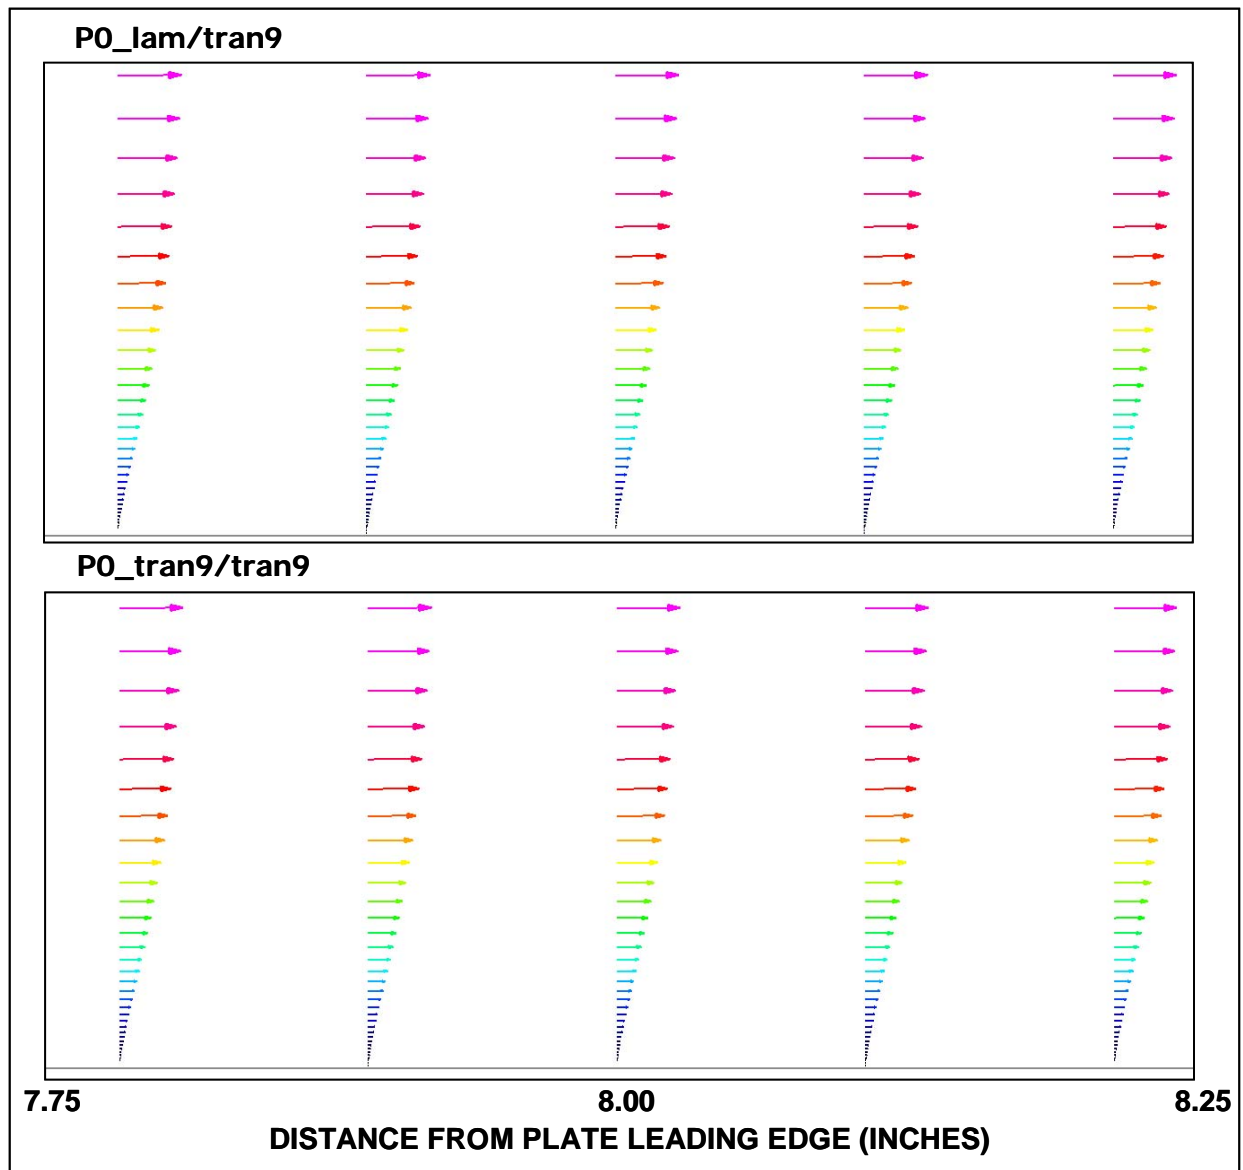 P0_lam/tran9
P0_tran9/tran9
7.75 8.00 8.25
DISTANCE FROM PLATE LEADING EDGE (INCHES)